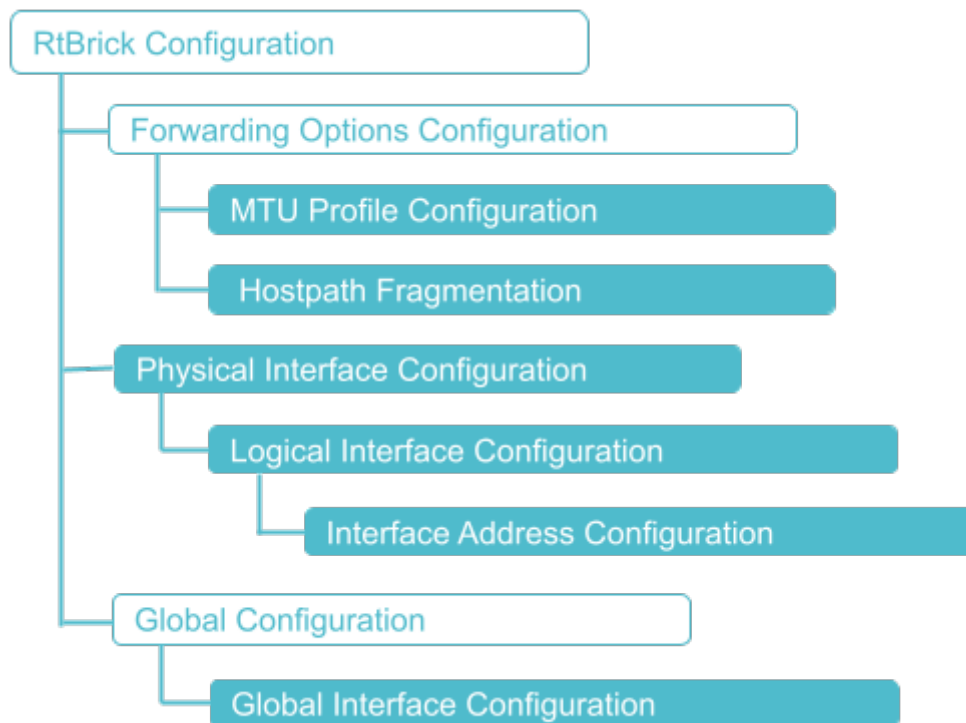 RtBrick Configuration
Forwarding Options Configuration
MTU Profile Configuration
Hostpath Fragmentation
Physical Interface Configuration
Logical Interface Configuration
Interface Address Configuration
Global Configuration
Global Interface Configuration